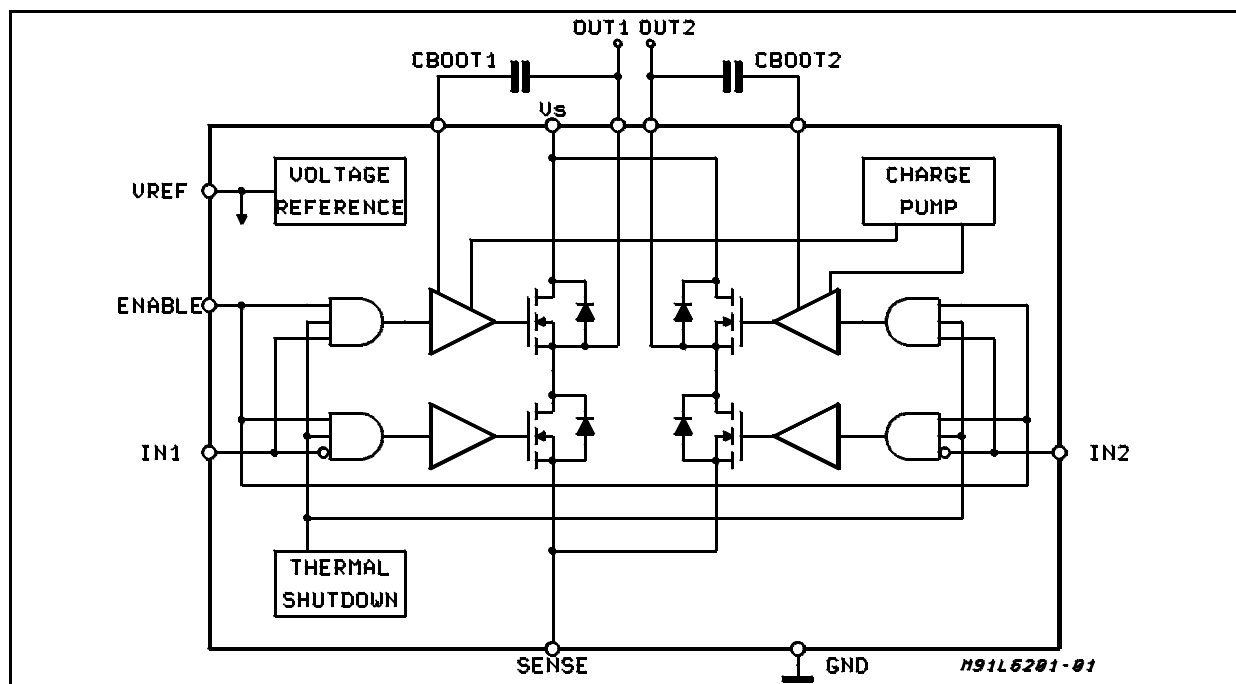 OUT1 OUT2
CBOOT1
CBOOT2
Vs
VREF
VOLTAGE
REFERENCE
CHARGE
PUMP
ENABLE
IN1
IN2
THERMAL
SHUTDOWN
SENSE
GND
M91L6201-01